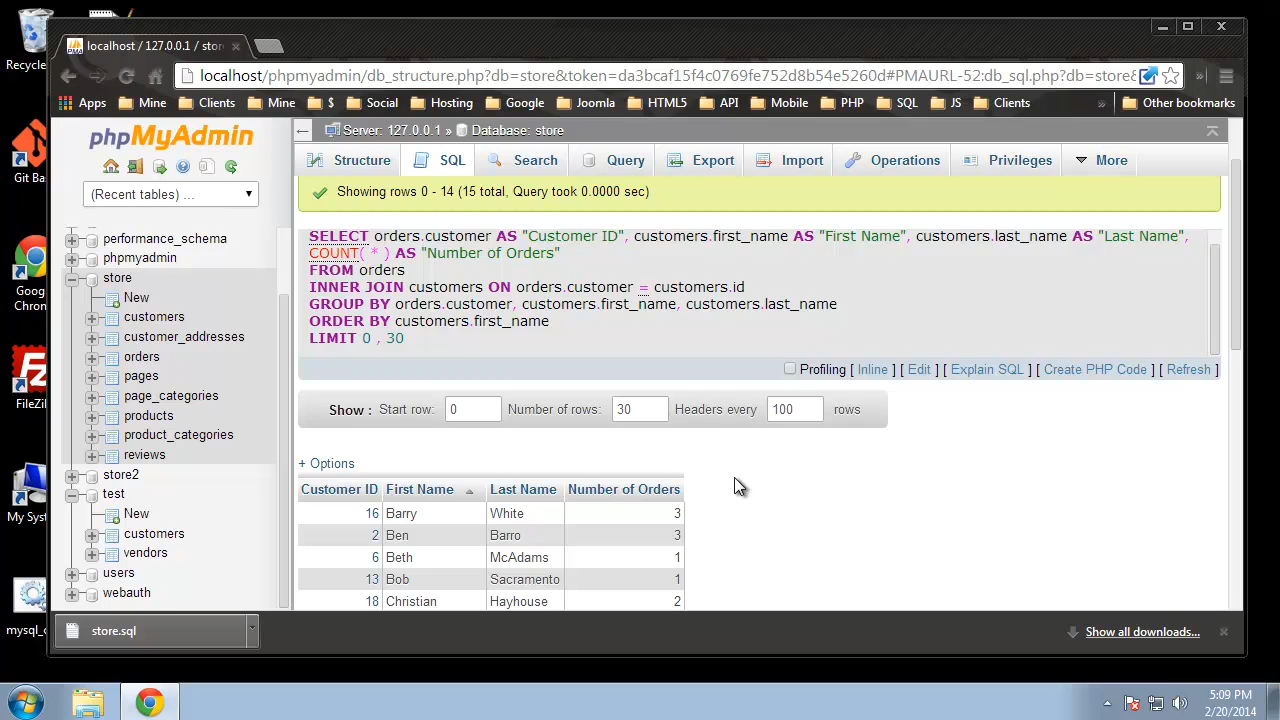 Recycle
localhost / 127.0.0.1 / stor
localhost/phpmyadmin/db_structure.php?db=store&token=da3bcaf15f4c0769fe752d8b54e5200d#PMAURL-52:db_sql.php?db=store&
Apps Mine Clients Mine $ Social Hosting Google Joomla HTML5 API Mobile PHP SQL JS Clients » Other bookmarks
phpMyAdmin
(Recent tables) ...
performance_schema
phpmyadmin
store
New
customers
customer_addresses
orders
pages
page_categories
products
product_categories
reviews
store2
test
New
customers
vendors
users
webauth
Server: 127.0.0.1 » Database: store
Structure SQL Search Query Export Import Operations Privileges More
Showing rows 0 - 14 (15 total, Query took 0.0000 sec)
SELECT orders.customer AS "Customer ID", customers.first_name AS "First Name", customers.last_name AS "Last Name",
COUNT( * ) AS "Number of Orders"
FROM orders
INNER JOIN customers ON orders.customer = customers.id
GROUP BY orders.customer, customers.first_name, customers.last_name
ORDER BY customers.first_name
LIMIT 0 , 30
Profiling [ Inline ] [ Edit ] [ Explain SQL ] [ Create PHP Code ] [ Refresh ]
Show : Start row: 0 Number of rows: 30 Headers every 100 rows
+ Options
Customer ID First Name Last Name Number of Orders
16 Barry White 3
2 Ben Barro 3
6 Beth McAdams 1
13 Bob Sacramento 1
18 Christian Hayhouse 2
Git Bas
Goog
Chron
FileZil
My Sys
mysql_c
store.sql
Show all downloads...
5:09 PM
2/20/2014